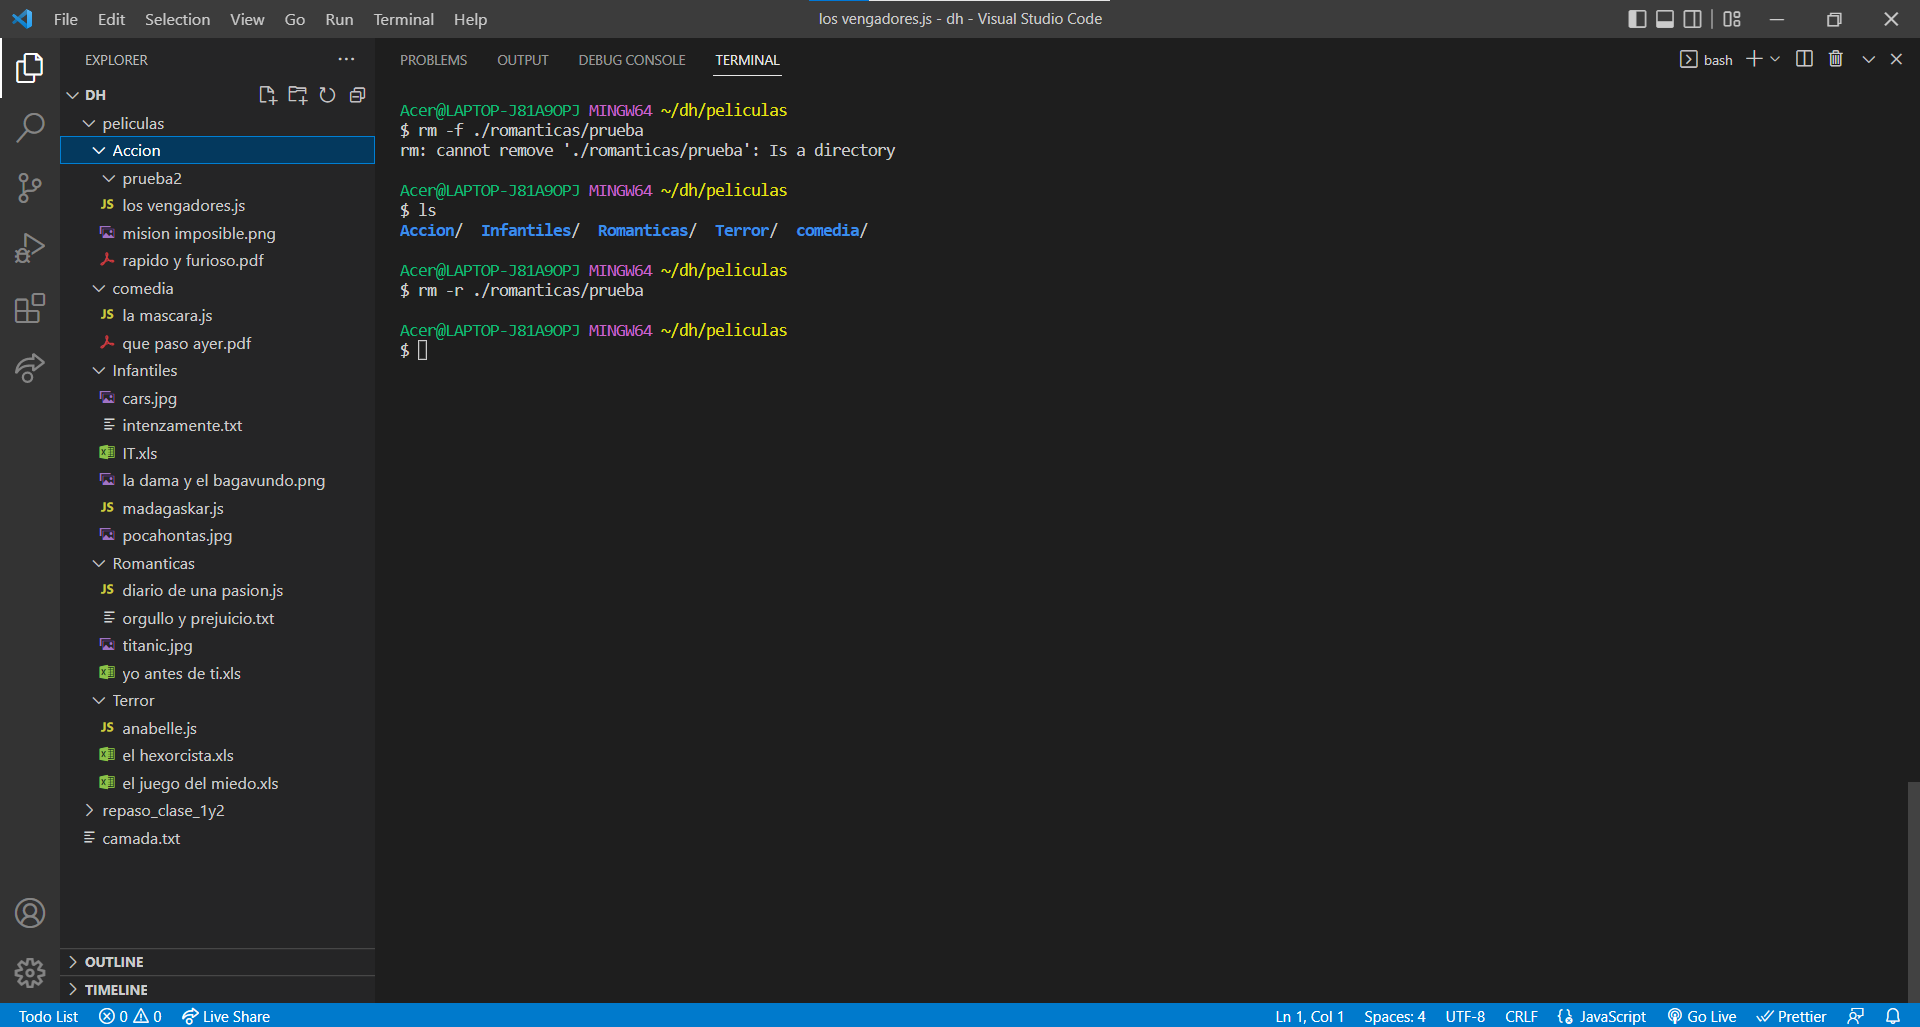 File Edit Selection View Go Run Terminal Help
los vengadores.js - dh - Visual Studio Code
EXPLORER
DH
peliculas
Accion
prueba2
JS los vengadores.js
mision imposible.png
rapido y furioso.pdf
comedia
JS la mascara.js
que paso ayer.pdf
Infantiles
cars.jpg
intenzamente.txt
IT.xls
la dama y el bagavundo.png
JS madagaskar.js
pocahontas.jpg
Romanticas
JS diario de una pasion.js
orgullo y prejuicio.txt
titanic.jpg
yo antes de ti.xls
Terror
JS anabelle.js
el hexorcista.xls
el juego del miedo.xls
repaso_clase_1y2
camada.txt
OUTLINE
TIMELINE
PROBLEMS OUTPUT DEBUG CONSOLE TERMINAL
bash
Acer@LAPTOP-J81A9OPJ MINGW64 ~/dh/peliculas
$ rm -f ./romanticas/prueba
rm: cannot remove './romanticas/prueba': Is a directory
Acer@LAPTOP-J81A9OPJ MINGW64 ~/dh/peliculas
$ ls
Accion/ Infantiles/ Romanticas/ Terror/ comedia/
Acer@LAPTOP-J81A9OPJ MINGW64 ~/dh/peliculas
$ rm -r ./romanticas/prueba
Acer@LAPTOP-J81A9OPJ MINGW64 ~/dh/peliculas
$
Todo List 0 0 Live Share
Ln 1, Col 1 Spaces: 4 UTF-8 CRLF JavaScript Go Live Prettier